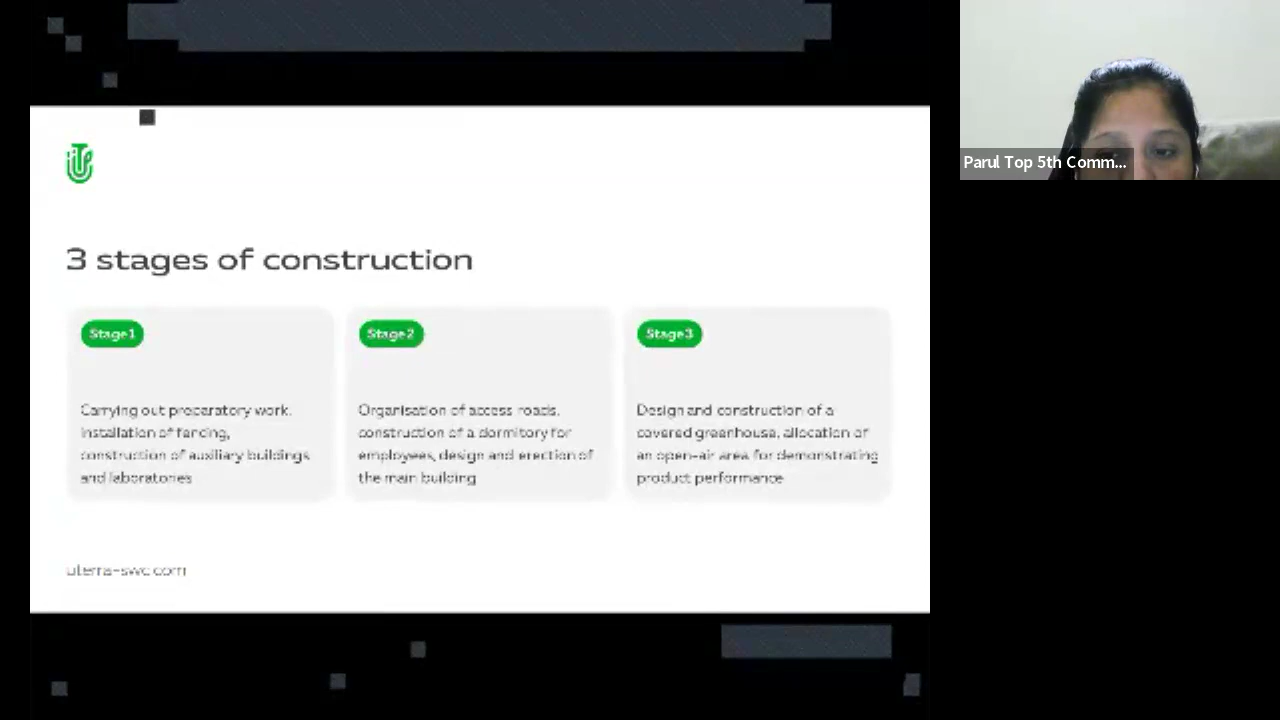 3 stages of construction
Stage1
Carrying out preparatory work,
installation of fencing,
construction of auxiliary buildings
and laboratories
Stage2
Organisation of access roads,
construction of a dormitory for
employees, design and erection of
the main building
Stage3
Design and construction of a
covered greenhouse, allocation of
an open-air area for demonstrating
product performance
uterra-swc.com
Parul Top 5th Comm...